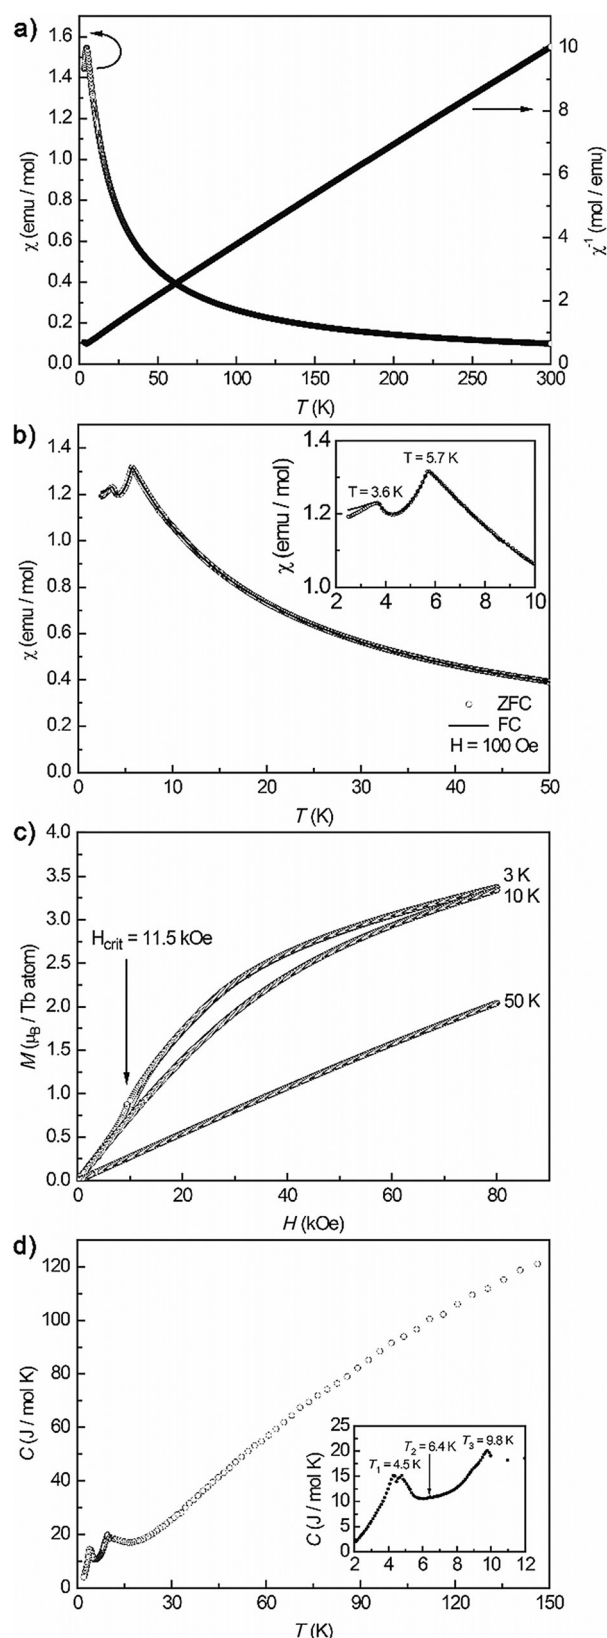 a)
1.6
1.4
1.2
1.0
0.8
0.6
0.4
0.2
0.0
χ (emu / mol)
10
8
6
4
2
0
χ⁻¹ (mol / emu)
0 50 100 150 200 250 300
T (K)
b)
1.4
1.2
1.0
0.8
0.6
0.4
0.2
0.0
χ (emu / mol)
1.4
1.2
1.0
χ (emu / mol)
T = 5.7 K
T = 3.6 K
2 4 6 8 10
ZFC
FC
H = 100 Oe
0 10 20 30 40 50
T (K)
c)
4.0
3.5
3.0
2.5
2.0
1.5
1.0
0.5
0.0
M (μB / Tb atom)
3 K
10 K
Hcrit = 11.5 kOe
50 K
0 20 40 60 80
H (kOe)
d)
120
100
80
60
40
20
0
C (J / mol K)
25
20
15
10
5
0
C (J / mol K)
T2 = 6.4 K
T3 = 9.8 K
T1 = 4.5 K
2 4 6 8 10 12
0 30 60 90 120 150
T (K)